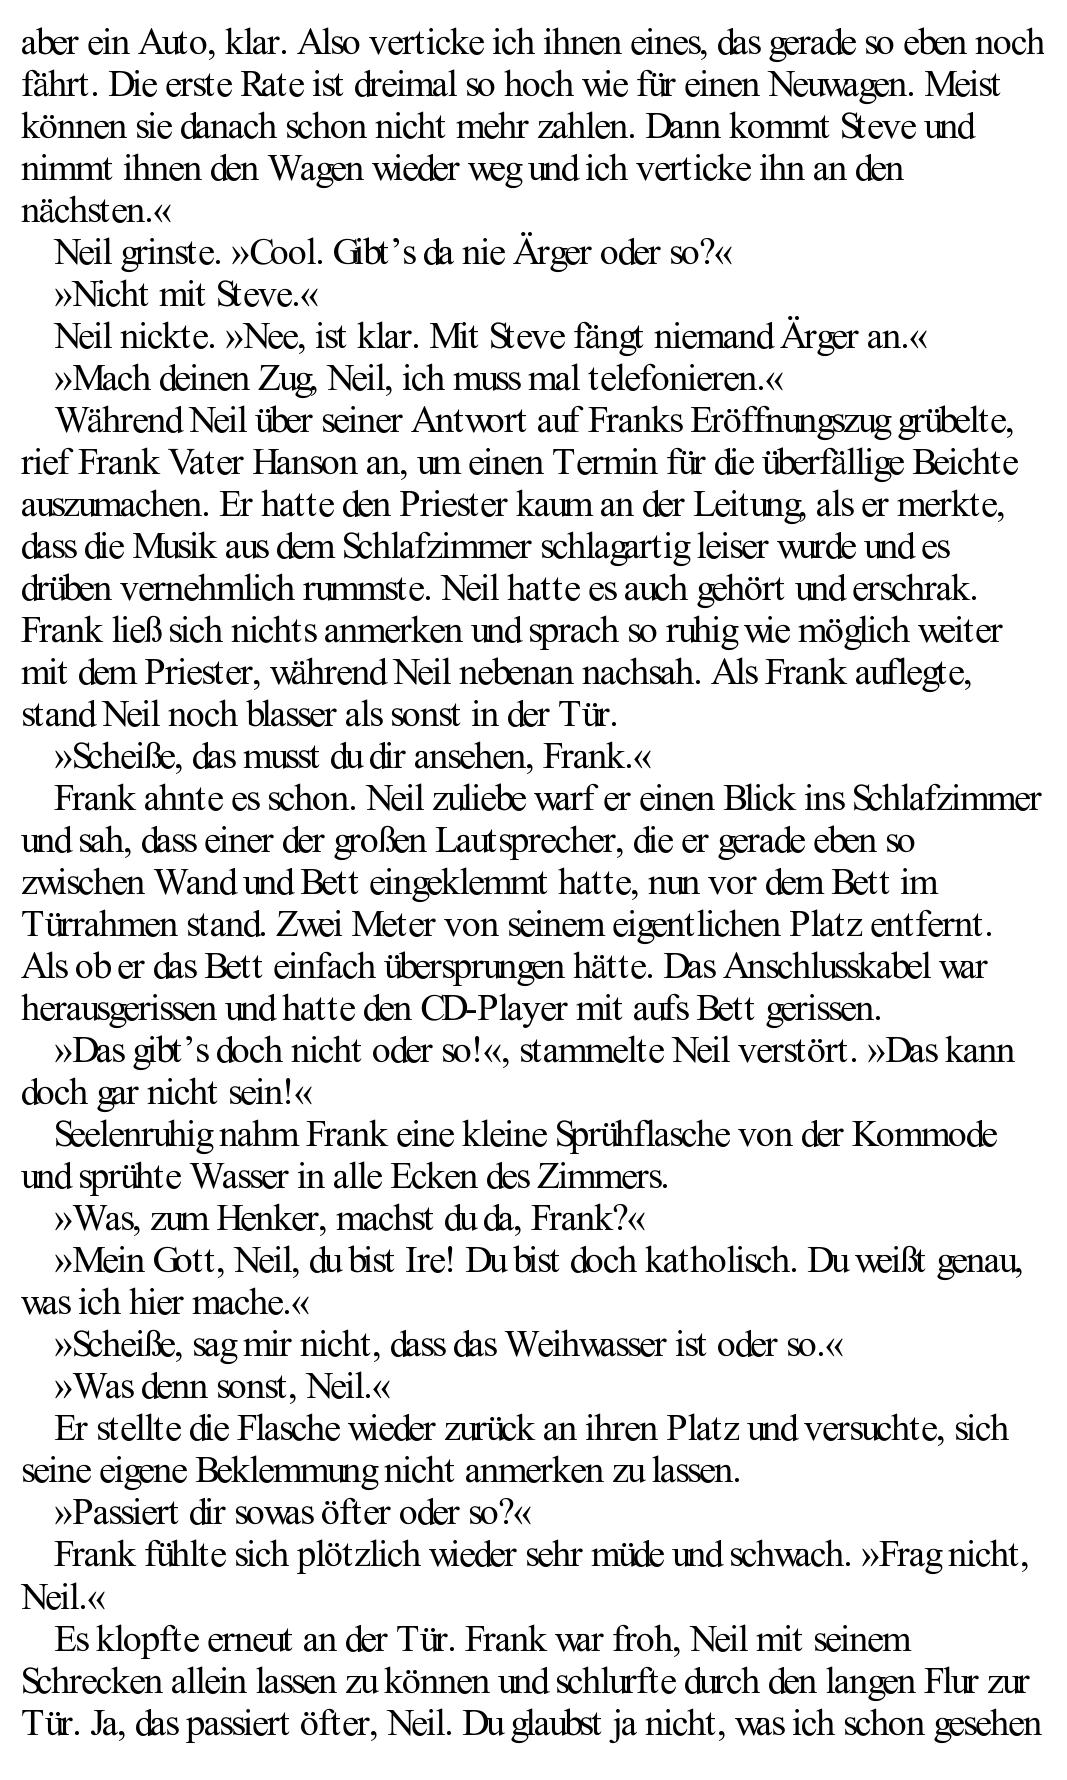 aber ein Auto, klar. Also verticke ich ihnen eines, das gerade so eben noch
fährt. Die erste Rate ist dreimal so hoch wie für einen Neuwagen. Meist
können sie danach schon nicht mehr zahlen. Dann kommt Steve und
nimmt ihnen den Wagen wieder weg und ich verticke ihn an den
nächsten.«
Neil grinste. »Cool. Gibt’s da nie Ärger oder so?«
»Nicht mit Steve.«
Neil nickte. »Nee, ist klar. Mit Steve fängt niemand Ärger an.«
»Mach deinen Zug, Neil, ich muss mal telefonieren.«
Während Neil über seiner Antwort auf Franks Eröffnungszug grübelte,
rief Frank Vater Hanson an, um einen Termin für die überfällige Beichte
auszumachen. Er hatte den Priester kaum an der Leitung, als er merkte,
dass die Musik aus dem Schlafzimmer schlagartig leiser wurde und es
drüben vernehmlich rummste. Neil hatte es auch gehört und erschrak.
Frank ließ sich nichts anmerken und sprach so ruhig wie möglich weiter
mit dem Priester, während Neil nebenan nachsah. Als Frank auflegte,
stand Neil noch blasser als sonst in der Tür.
»Scheiße, das musst du dir ansehen, Frank.«
Frank ahnte es schon. Neil zuliebe warf er einen Blick ins Schlafzimmer
und sah, dass einer der großen Lautsprecher, die er gerade eben so
zwischen Wand und Bett eingeklemmt hatte, nun vor dem Bett im
Türrahmen stand. Zwei Meter von seinem eigentlichen Platz entfernt.
Als ob er das Bett einfach übersprungen hätte. Das Anschlusskabel war
herausgerissen und hatte den CD-Player mit aufs Bett gerissen.
»Das gibt’s doch nicht oder so!«, stammelte Neil verstört. »Das kann
doch gar nicht sein!«
Seelenruhig nahm Frank eine kleine Sprühflasche von der Kommode
und sprühte Wasser in alle Ecken des Zimmers.
»Was, zum Henker, machst du da, Frank?«
»Mein Gott, Neil, du bist Ire! Du bist doch katholisch. Du weißt genau,
was ich hier mache.«
»Scheiße, sag mir nicht, dass das Weihwasser ist oder so.«
»Was denn sonst, Neil.«
Er stellte die Flasche wieder zurück an ihren Platz und versuchte, sich
seine eigene Beklemmung nicht anmerken zu lassen.
»Passiert dir sowas öfter oder so?«
Frank fühlte sich plötzlich wieder sehr müde und schwach. »Frag nicht,
Neil.«
Es klopfte erneut an der Tür. Frank war froh, Neil mit seinem
Schrecken allein lassen zu können und schlurfte durch den langen Flur zur
Tür. Ja, das passiert öfter, Neil. Du glaubst ja nicht, was ich schon gesehen